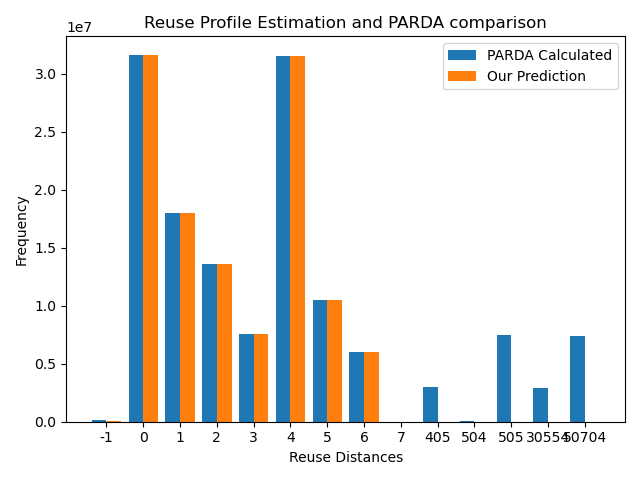 Reuse Profile Estimation and PARDA comparison
1e7
PARDA Calculated
Our Prediction
3.0
2.5
2.0
1.5
1.0
0.5
0.0
Frequency
-1 0 1 2 3 4 5 6 7 405 504 505 30554 50704
Reuse Distances